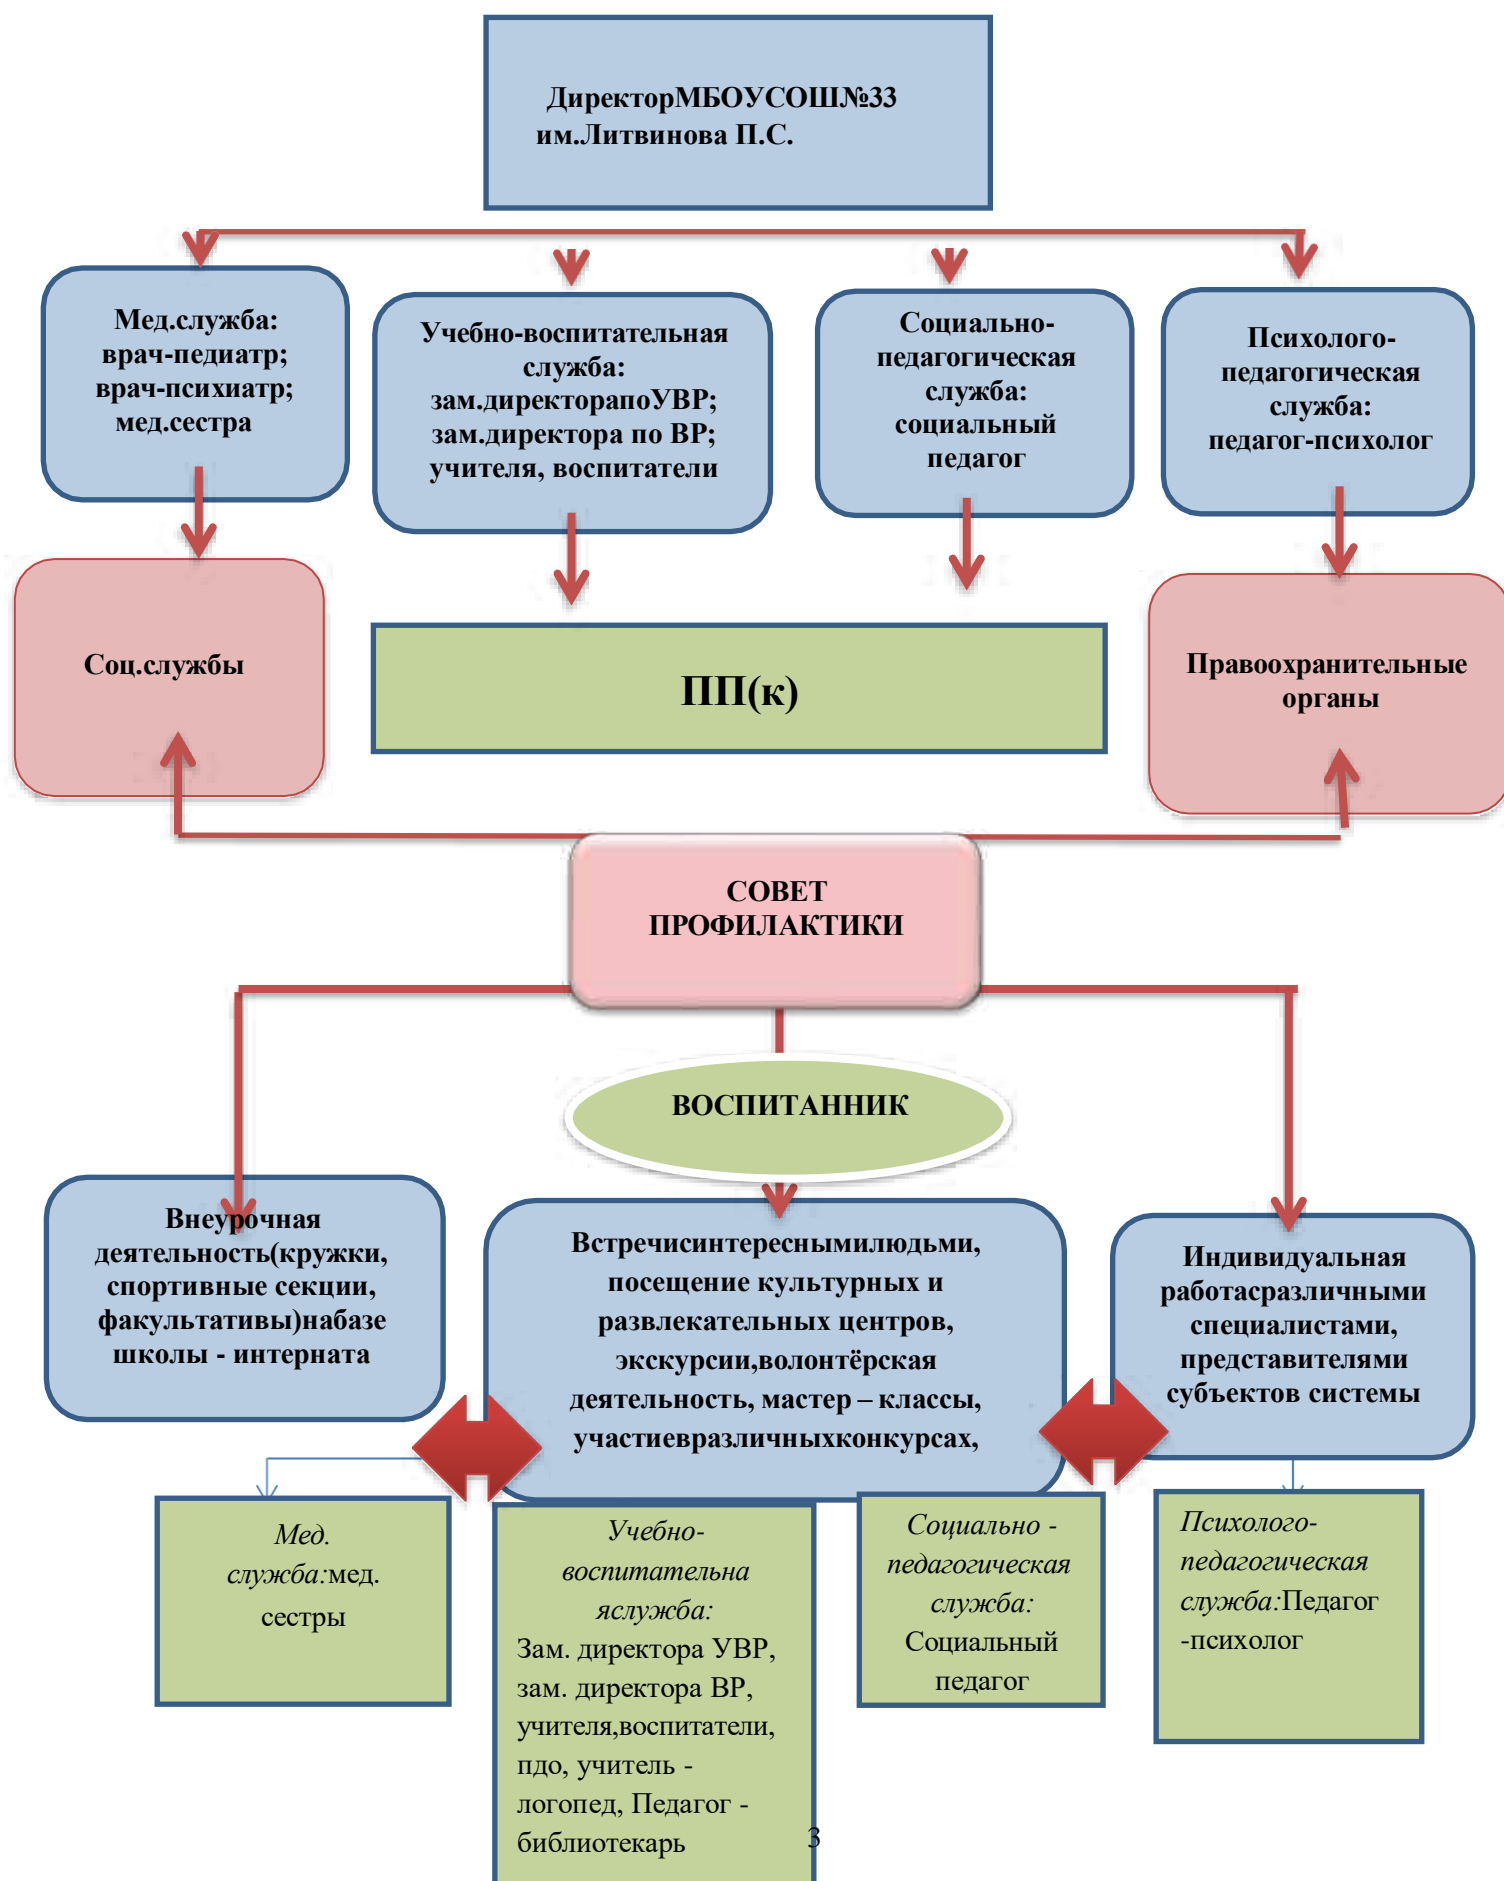 ДиректорМБОУСОШ№33
им.Литвинова П.С.
Мед.служба:
врач-педиатр;
врач-психиатр;
мед.сестра
Учебно-воспитательная
служба:
зам.директорапоУВР;
зам.директора по ВР;
учителя, воспитатели
Социально-
педагогическая
служба:
социальный
педагог
Психолого-
педагогическая
служба:
педагог-психолог
Соц.службы
ПП(к)
Правоохранительные
органы
СОВЕТ
ПРОФИЛАКТИКИ
ВОСПИТАННИК
Внеурочная
деятельность(кружки,
спортивные секции,
факультативы)набазе
школы - интерната
Встречисинтереснымилюдьми,
посещение культурных и
развлекательных центров,
экскурсии,волонтёрская
деятельность, мастер – классы,
участиевразличныхконкурсах,
Индивидуальная
работасразличными
специалистами,
представителями
субъектов системы
Мед.
служба:мед.
сестры
Учебно-
воспитательна
яслужба:
Зам. директора УВР,
зам. директора ВР,
учителя,воспитатели,
пдо, учитель -
логопед, Педагог -
библиотекарь
Социально -
педагогическая
служба:
Социальный
педагог
Психолого-
педагогическая
служба:Педагог
-психолог
3